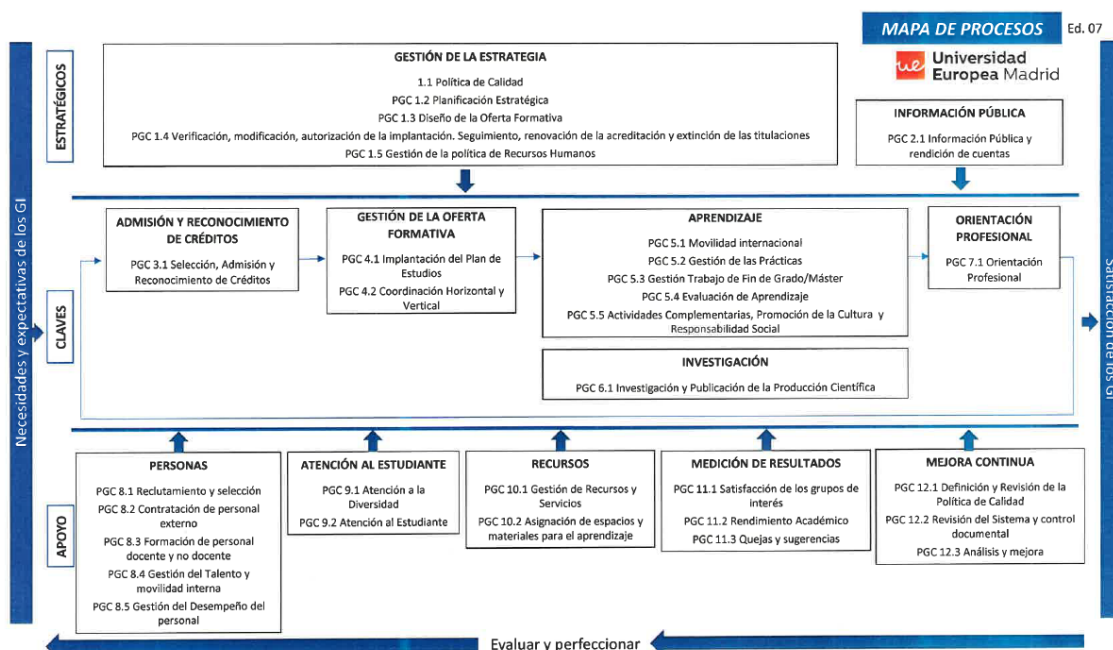 MAPA DE PROCESOS
Ed. 07
ue Universidad
Europea Madrid
Necesidades y expectativas de los GI
ESTRATÉGICOS
GESTIÓN DE LA ESTRATEGIA
1.1 Política de Calidad
PGC 1.2 Planificación Estratégica
PGC 1.3 Diseño de la Oferta Formativa
PGC 1.4 Verificación, modificación, autorización de la implantación. Seguimiento, renovación de la acreditación y extinción de las titulaciones
PGC 1.5 Gestión de la política de Recursos Humanos
INFORMACIÓN PÚBLICA
PGC 2.1 Información Pública y
rendición de cuentas
CLAVES
ADMISIÓN Y RECONOCIMIENTO
DE CRÉDITOS
PGC 3.1 Selección, Admisión y
Reconocimiento de Créditos
GESTIÓN DE LA OFERTA
FORMATIVA
PGC 4.1 Implantación del Plan de
Estudios
PGC 4.2 Coordinación Horizontal y
Vertical
APRENDIZAJE
PGC 5.1 Movilidad internacional
PGC 5.2 Gestión de las Prácticas
PGC 5.3 Gestión Trabajo de Fin de Grado/Máster
PGC 5.4 Evaluación de Aprendizaje
PGC 5.5 Actividades Complementarias, Promoción de la Cultura y
Responsabilidad Social
INVESTIGACIÓN
PGC 6.1 Investigación y Publicación de la Producción Científica
ORIENTACIÓN
PROFESIONAL
PGC 7.1 Orientación
Profesional
Satisfacción de los GI
APOYO
PERSONAS
PGC 8.1 Reclutamiento y selección
PGC 8.2 Contratación de personal
externo
PGC 8.3 Formación de personal
docente y no docente
PGC 8.4 Gestión del Talento y
movilidad interna
PGC 8.5 Gestión del Desempeño del
personal
ATENCIÓN AL ESTUDIANTE
PGC 9.1 Atención a la
Diversidad
PGC 9.2 Atención al Estudiante
RECURSOS
PGC 10.1 Gestión de Recursos y
Servicios
PGC 10.2 Asignación de espacios y
materiales para el aprendizaje
MEDICIÓN DE RESULTADOS
PGC 11.1 Satisfacción de los grupos de
interés
PGC 11.2 Rendimiento Académico
PGC 11.3 Quejas y sugerencias
MEJORA CONTINUA
PGC 12.1 Definición y Revisión de la
Política de Calidad
PGC 12.2 Revisión del Sistema y control
documental
PGC 12.3 Análisis y mejora
Evaluar y perfeccionar